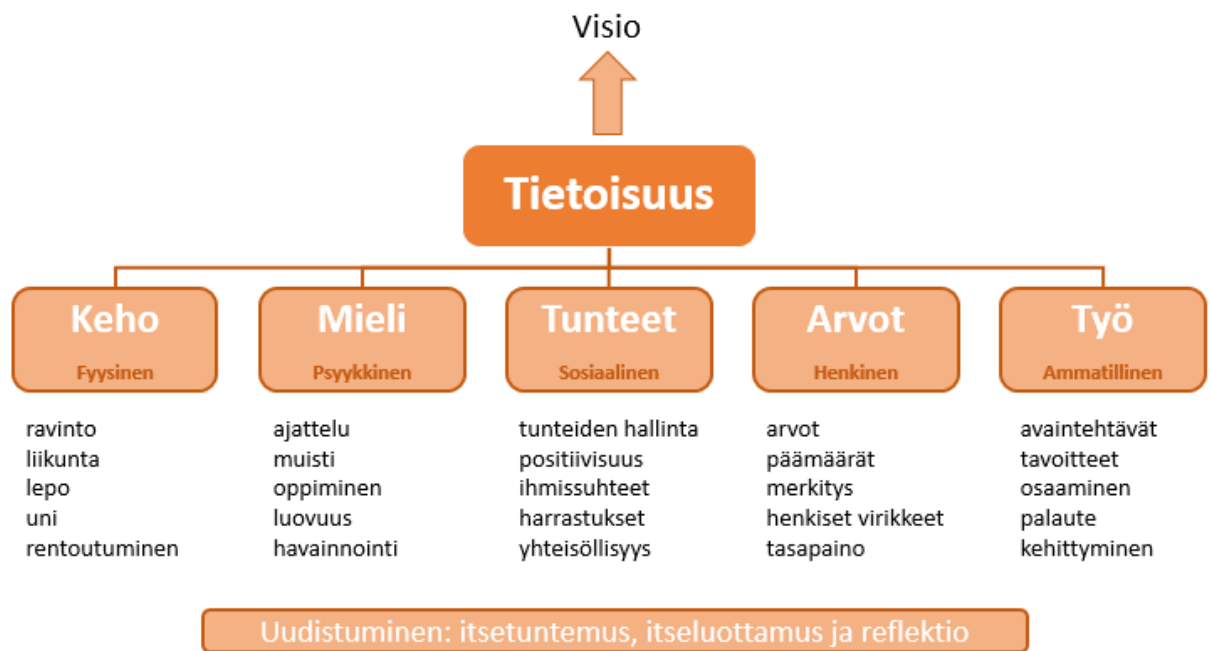 Visio
Tietoisuus
Keho
Fyysinen
ravinto
liikunta
lepo
uni
rentoutuminen
Mieli
Psyykkinen
ajattelu
muisti
oppiminen
luovuus
havainnointi
Tunteet
Sosiaalinen
tunteiden hallinta
positiivisuus
ihmissuhteet
harrastukset
yhteisöllisyys
Arvot
Henkinen
arvot
päämäärät
merkitys
henkiset virikkeet
tasapaino
Työ
Ammatillinen
avaintehtävät
tavoitteet
osaaminen
palaute
kehittyminen
Uudistuminen: itsetuntemus, itseluottamus ja reflektio